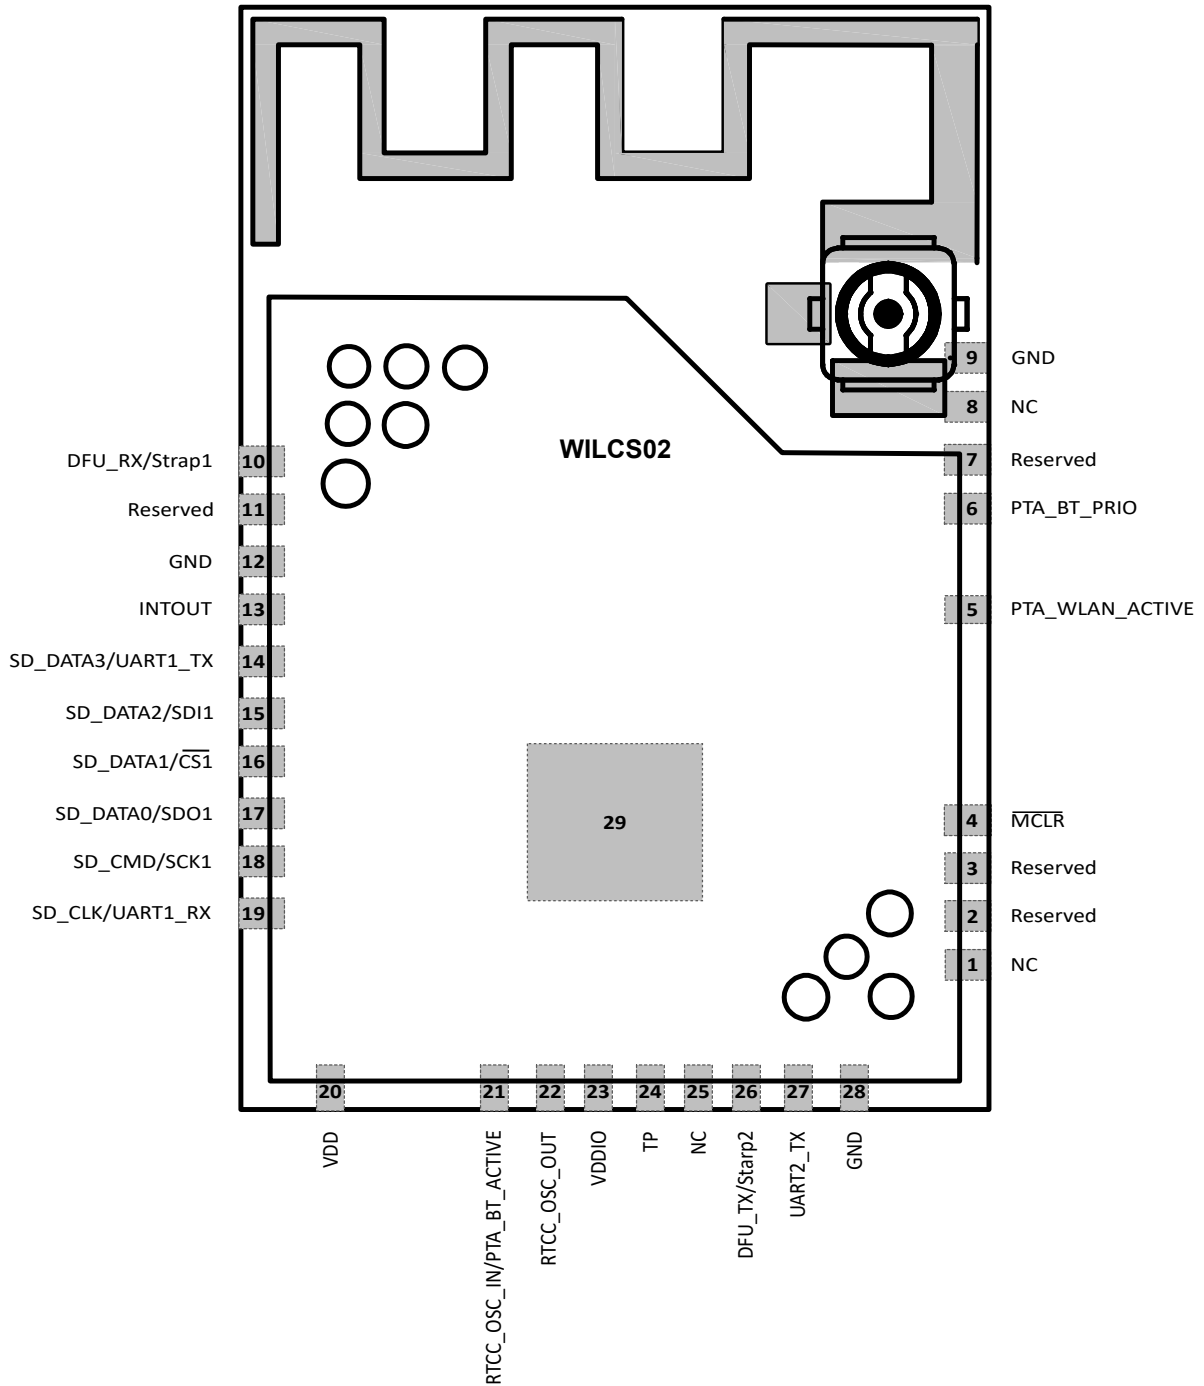 9 GND
8 NC
WILCS02
DFU_RX/Strap1 10
7 Reserved
Reserved 11
6 PTA_BT_PRIO
GND 12
INTOUT 13
5 PTA_WLAN_ACTIVE
SD_DATA3/UART1_TX 14
SD_DATA2/SDI1 15
SD_DATA1/C̅S̅1̅ 16
SD_DATA0/SDO1 17
29
4 M̅C̅L̅R̅
SD_CMD/SCK1 18
3 Reserved
SD_CLK/UART1_RX 19
2 Reserved
1 NC
20
21
22
23
24
25
26
27
28
VDD
RTCC_OSC_IN/PTA_BT_ACTIVE
RTCC_OSC_OUT
VDDIO
TP
NC
DFU_TX/Starp2
UART2_TX
GND